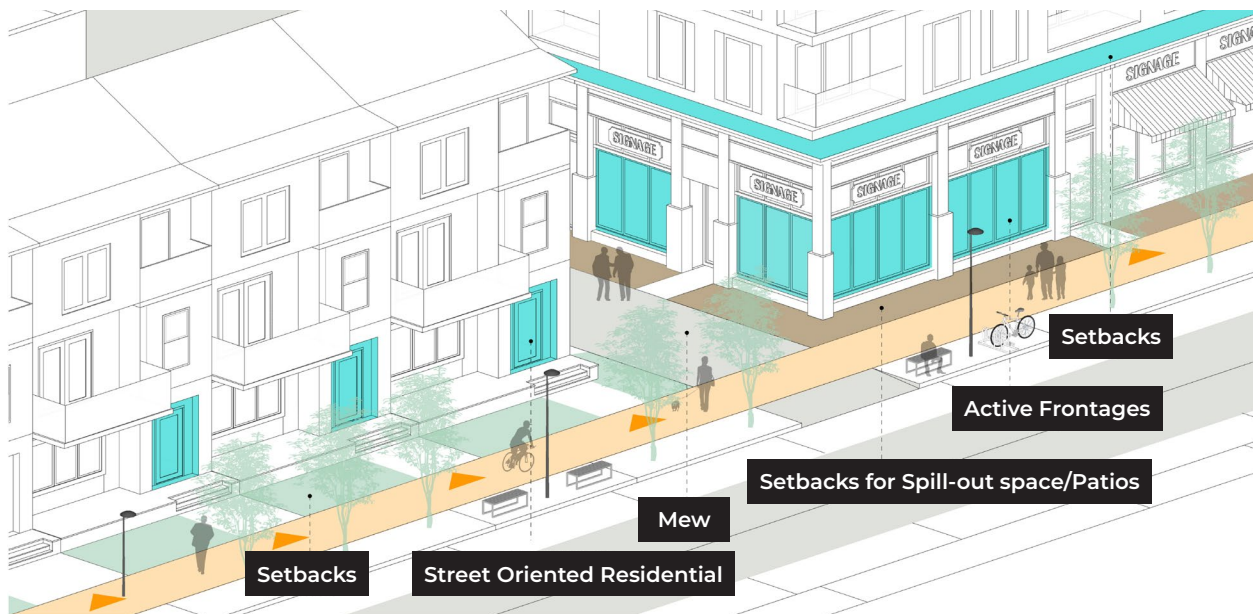 SIGNAGE
SIGNAGE
SIGNAGE
SIGNAGE
SIGNAGE
SIGNAGE
Setbacks
Active Frontages
Setbacks for Spill-out space/Patios
Mew
Setbacks
Street Oriented Residential